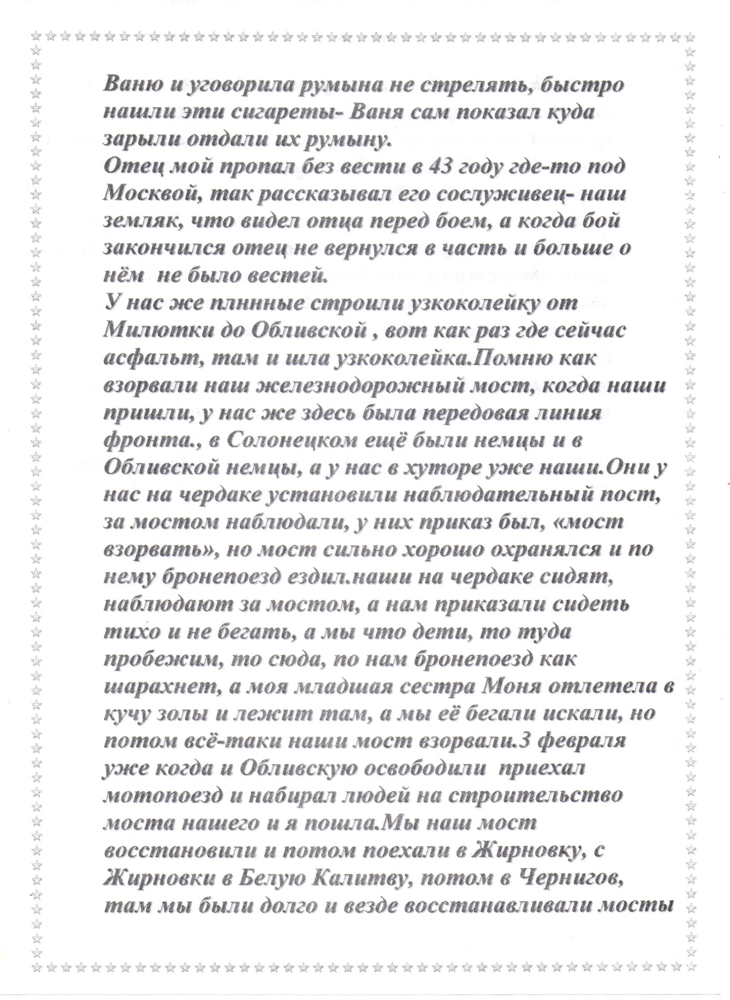 Ваню и уговорила румына не стрелять, быстро
нашли эти сигареты- Ваня сам показал куда
зарыли отдали их румыну.
Отец мой пропал без вести в 43 году где-то под
Москвой, так рассказывал его сослуживец- наш
земляк, что видел отца перед боем, а когда бой
закончился отец не вернулся в часть и больше о
нём  не было вестей.
У нас же плннные строили узкоколейку от
Милютки до Обливской , вот как раз где сейчас
асфальт, там и шла узкоколейка.Помню как
взорвали наш железнодорожный мост, когда наши
пришли, у нас же здесь была передовая линия
фронта., в Солонецком ещё были немцы и в
Обливской немцы, а у нас в хуторе уже наши.Они у
нас на чердаке установили наблюдательный пост,
за мостом наблюдали, у них приказ был, «мост
взорвать», но мост сильно хорошо охранялся и по
нему бронепоезд ездил.наши на чердаке сидят,
наблюдают за мостом, а нам приказали сидеть
тихо и не бегать, а мы что дети, то туда
пробежим, то сюда, по нам бронепоезд как
шарахнет, а моя младшая сестра Моня отлетела в
кучу золы и лежит там, а мы её бегали искали, но
потом всё-таки наши мост взорвали.3 февраля
уже когда и Обливскую освободили  приехал
мотопоезд и набирал людей на строительство
моста нашего и я пошла.Мы наш мост
восстановили и потом поехали в Жирновку, с
Жирновки в Белую Калитву, потом в Чернигов,
там мы были долго и везде восстанавливали мосты